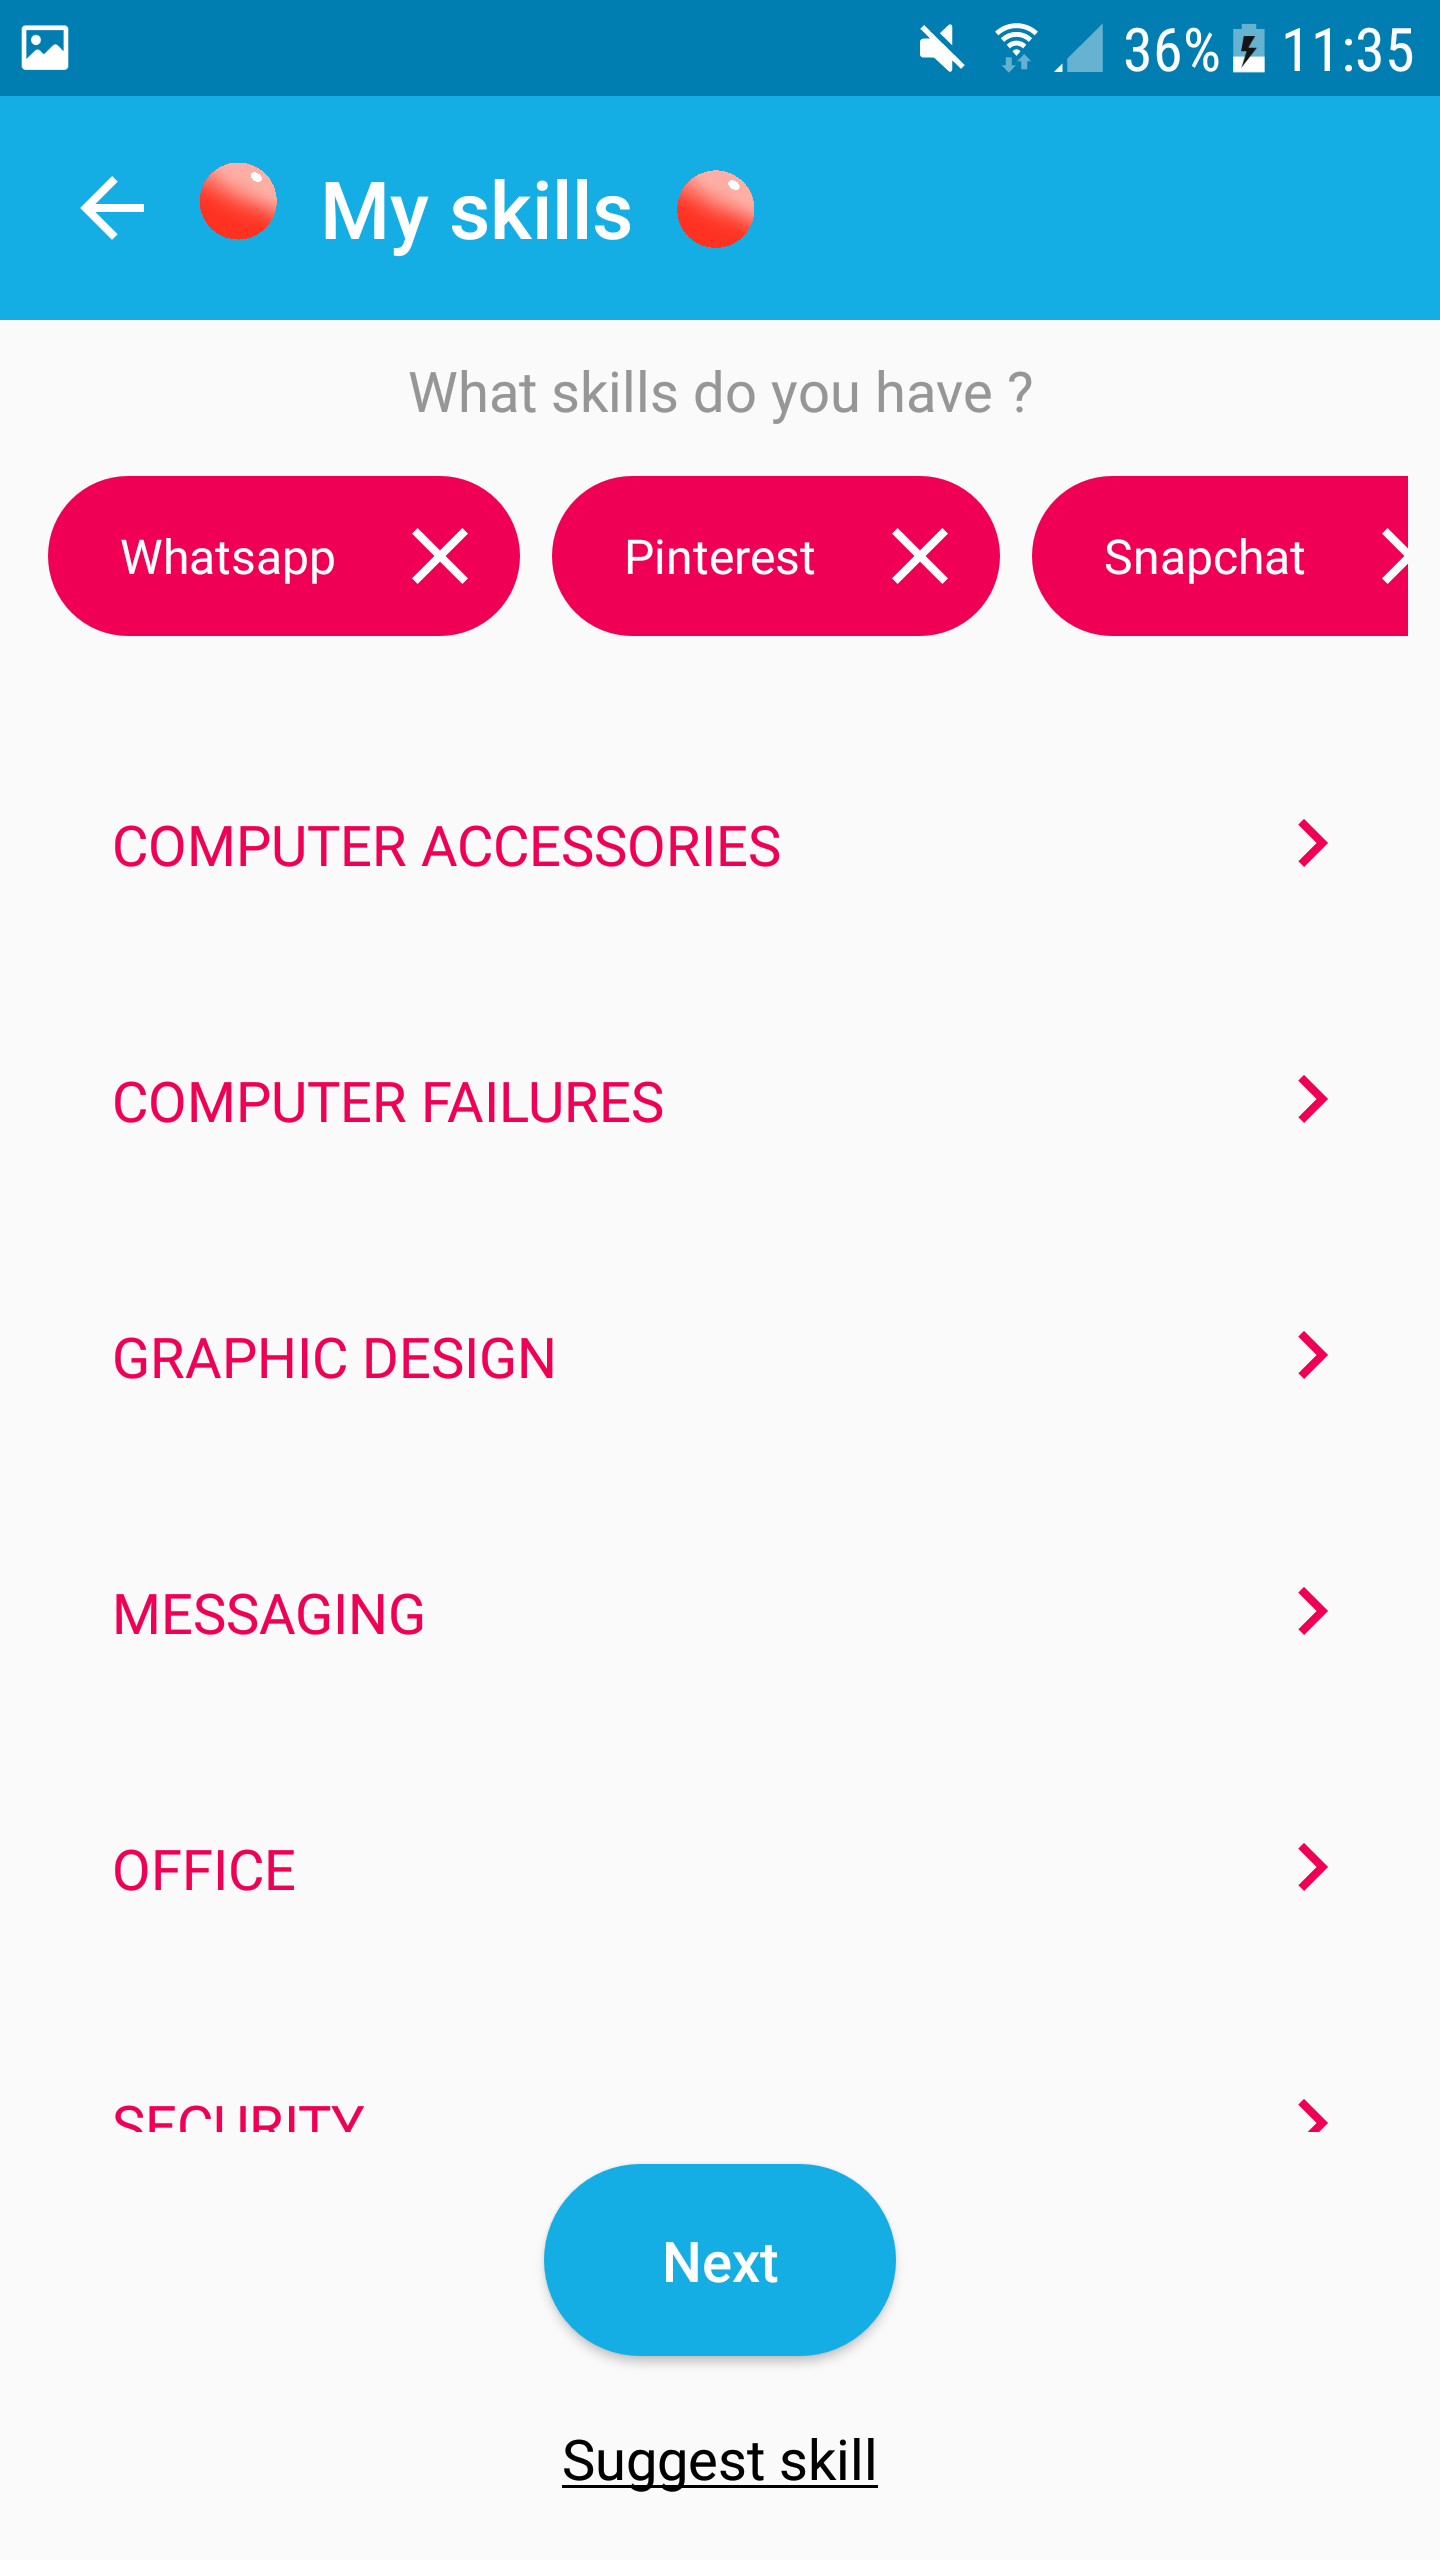 36% 11:35
My skills
What skills do you have ?
Whatsapp Pinterest Snapchat
COMPUTER ACCESSORIES
COMPUTER FAILURES
GRAPHIC DESIGN
MESSAGING
OFFICE
SECURITY
Next
Suggest skill